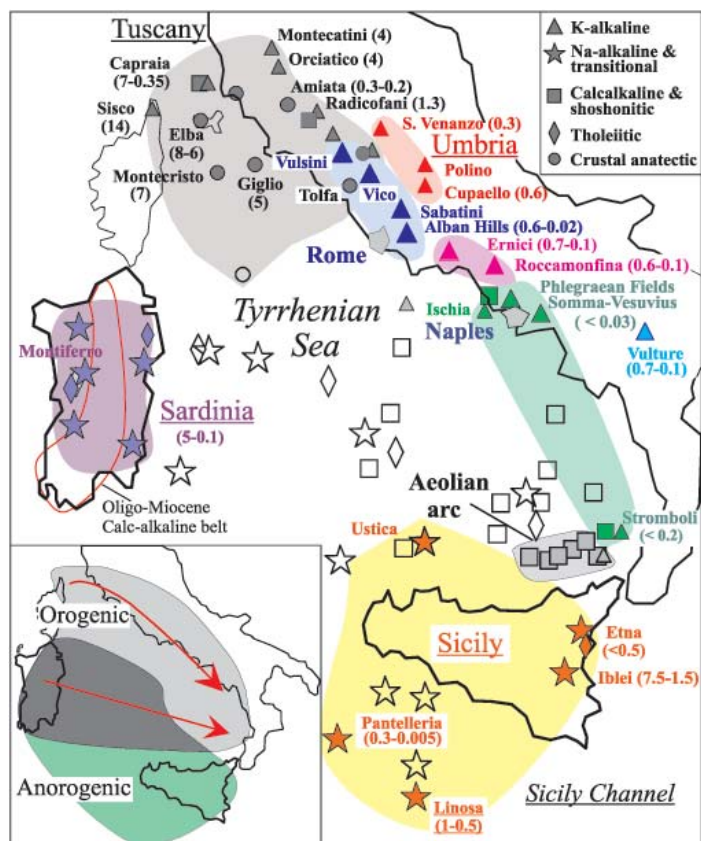 Tuscany
Montecatini (4)
Orciatico (4)
Capraia
(7-0.35)
Amiata (0.3-0.2)
Radicofani (1.3)
Sisco
(14)
Elba
(8-6)
Montecristo
(7)
Giglio
(5)
Tolfa
S. Venanzo (0.3)
Umbria
Polino
Cupaello (0.6)
Vulsini
Vico
Sabatini
Alban Hills (0.6-0.02)
Rome
Ernici (0.7-0.1)
Roccamonfina (0.6-0.1)
Phlegraean Fields
Somma-Vesuvius
(< 0.03)
Ischia
Naples
Vulture
(0.7-0.1)
K-alkaline
Na-alkaline &
transitional
Calcalkaline &
shoshonitic
Tholeiitic
Crustal anatectic
Tyrrhenian
Sea
Montiferro
Sardinia
(5-0.1)
Oligo-Miocene
Calc-alkaline belt
Aeolian
arc
Stromboli
(< 0.2)
Ustica
Sicily
Etna
(<0.5)
Iblei (7.5-1.5)
Pantelleria
(0.3-0.005)
Linosa
(1-0.5)
Sicily Channel
Orogenic
Anorogenic